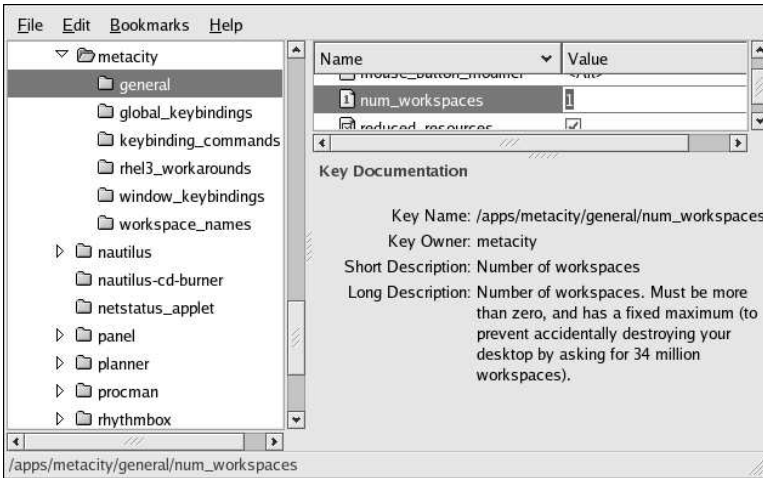 File Edit Bookmarks Help
metacity
general
global_keybindings
keybinding_commands
rhel3_workarounds
window_keybindings
workspace_names
nautilus
nautilus-cd-burner
netstatus_applet
panel
planner
procman
rhythmbox
Name Value
mouse_button_modifier <Alt>
num_workspaces 1
reduced_resources
Key Documentation
Key Name: /apps/metacity/general/num_workspaces
Key Owner: metacity
Short Description: Number of workspaces
Long Description: Number of workspaces. Must be more
than zero, and has a fixed maximum (to
prevent accidentally destroying your
desktop by asking for 34 million
workspaces).
/apps/metacity/general/num_workspaces